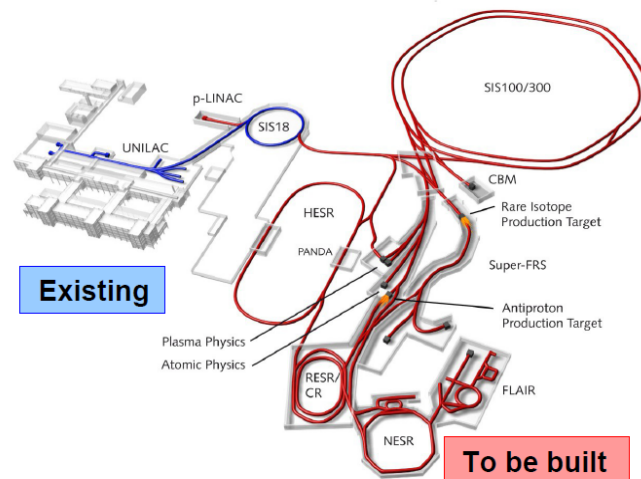 SIS100/300
p-LINAC
SIS18
UNILAC
CBM
Rare Isotope
Production Target
HESR
PANDA
Super-FRS
Existing
Antiproton
Production Target
Plasma Physics
Atomic Physics
RESR/
CR
FLAIR
NESR
To be built